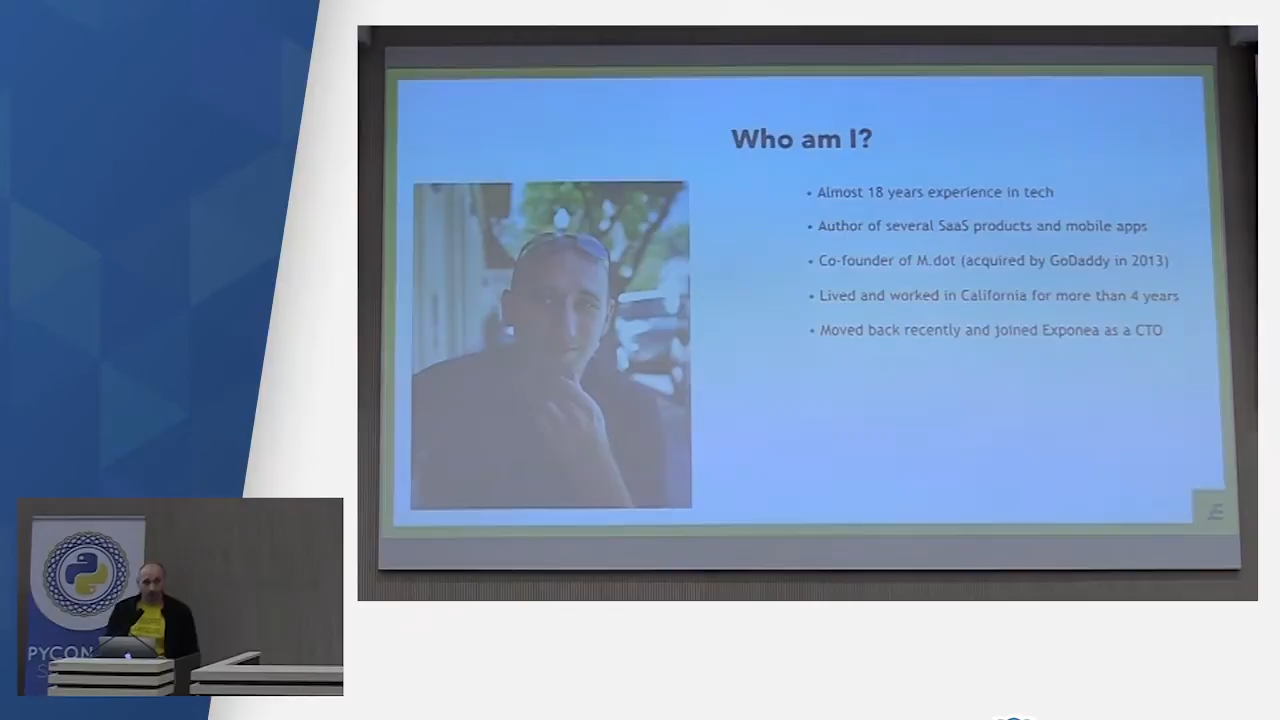 Who am I?
• Almost 18 years experience in tech
• Author of several SaaS products and mobile apps
• Co-founder of M.dot (acquired by GoDaddy in 2013)
• Lived and worked in California for more than 4 years
• Moved back recently and joined Exponea as a CTO
PYCON